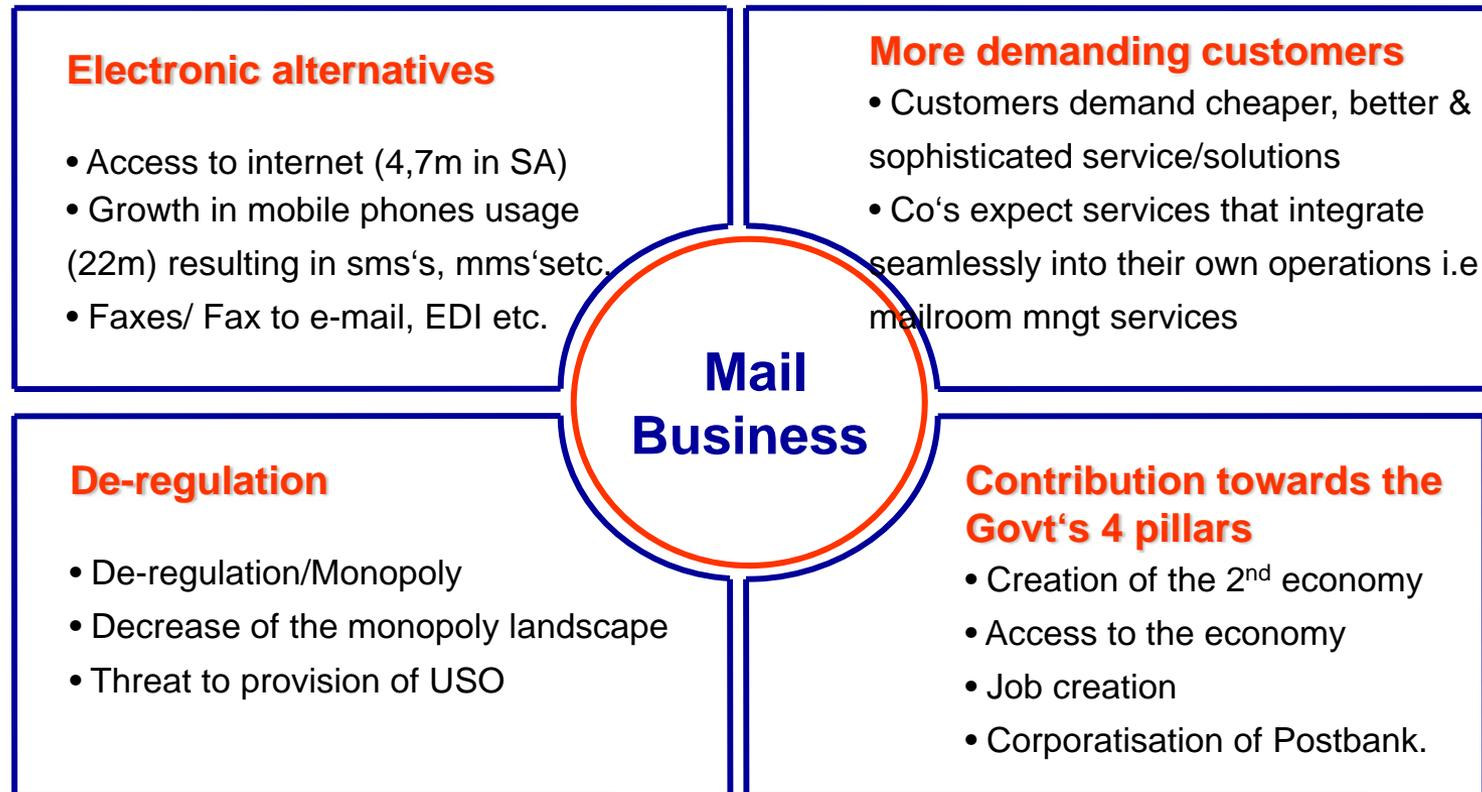 Electronic alternatives
• Access to internet (4,7m in SA)
• Growth in mobile phones usage
(22m) resulting in sms‘s, mms‘setc.
• Faxes/ Fax to e-mail, EDI etc.
More demanding customers
• Customers demand cheaper, better &
sophisticated service/solutions
• Co‘s expect services that integrate
seamlessly into their own operations i.e
mailroom mngt services
Mail
Business
De-regulation
• De-regulation/Monopoly
• Decrease of the monopoly landscape
• Threat to provision of USO
Contribution towards the
Govt‘s 4 pillars
• Creation of the 2nd economy
• Access to the economy
• Job creation
• Corporatisation of Postbank.